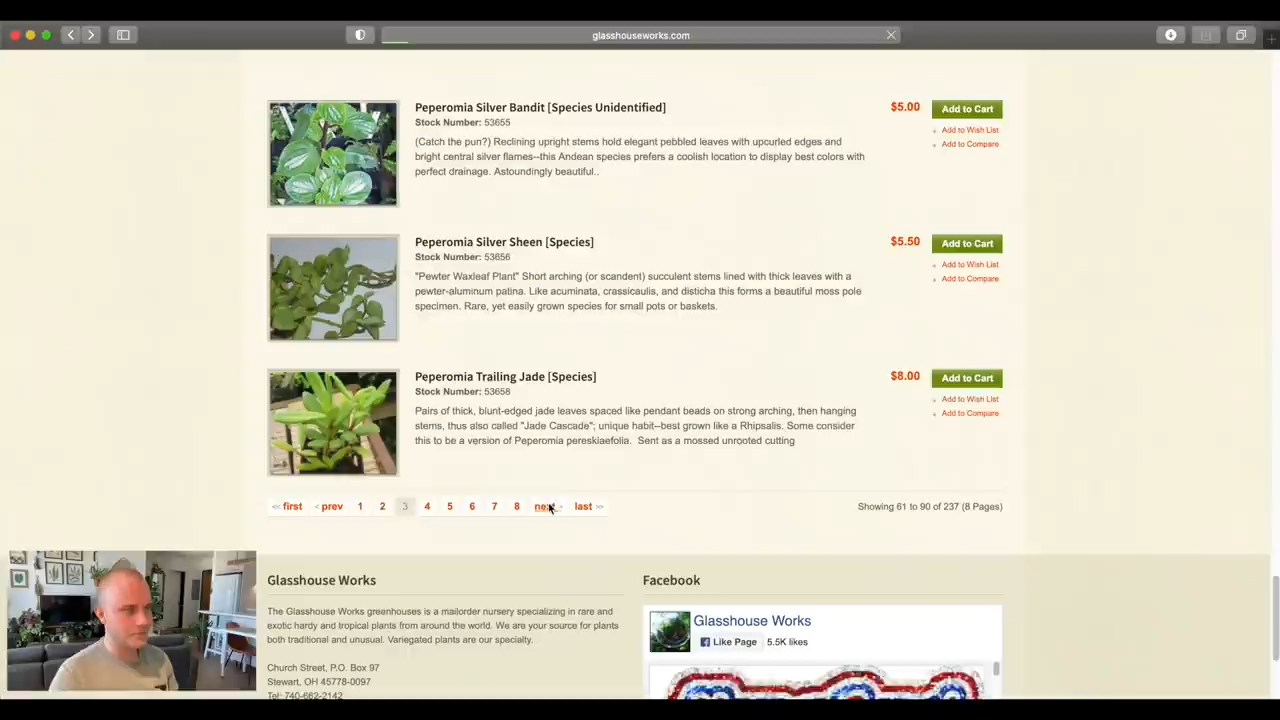 glasshouseworks.com
Peperomia Silver Bandit [Species Unidentified]
$5.00
Add to Cart
Stock Number: 53655
Add to Wish List
(Catch the pun?) Reclining upright stems hold elegant pebbled leaves with upcurled edges and
Add to Compare
bright central silver flames--this Andean species prefers a coolish location to display best colors with
perfect drainage. Astoundingly beautiful..
Peperomia Silver Sheen [Species]
$5.50
Add to Cart
Stock Number: 53656
Add to Wish List
"Pewter Waxleaf Plant" Short arching (or scandent) succulent stems lined with thick leaves with a
Add to Compare
pewter-aluminum patina. Like acuminata, crassicaulis, and disticha this forms a beautiful moss pole
specimen. Rare, yet easily grown species for small pots or baskets.
Peperomia Trailing Jade [Species]
$8.00
Add to Cart
Stock Number: 53658
Add to Wish List
Pairs of thick, blunt-edged jade leaves spaced like pendant beads on strong arching, then hanging
Add to Compare
stems, thus also called "Jade Cascade"; unique habit--best grown like a Rhipsalis. Some consider
this to be a version of Peperomia pereskiaefolia. Sent as a mossed unrooted cutting
<< first < prev 1 2 3 4 5 6 7 8 next > last >>
Showing 61 to 90 of 237 (8 Pages)
Glasshouse Works
Facebook
The Glasshouse Works greenhouses is a mailorder nursery specializing in rare and
exotic hardy and tropical plants from around the world. We are your source for plants
both traditional and unusual. Variegated plants are our specialty.
Glasshouse Works
Like Page
5.5K likes
Church Street, P.O. Box 97
Stewart, OH 45778-0097
Tel: 740-662-2142